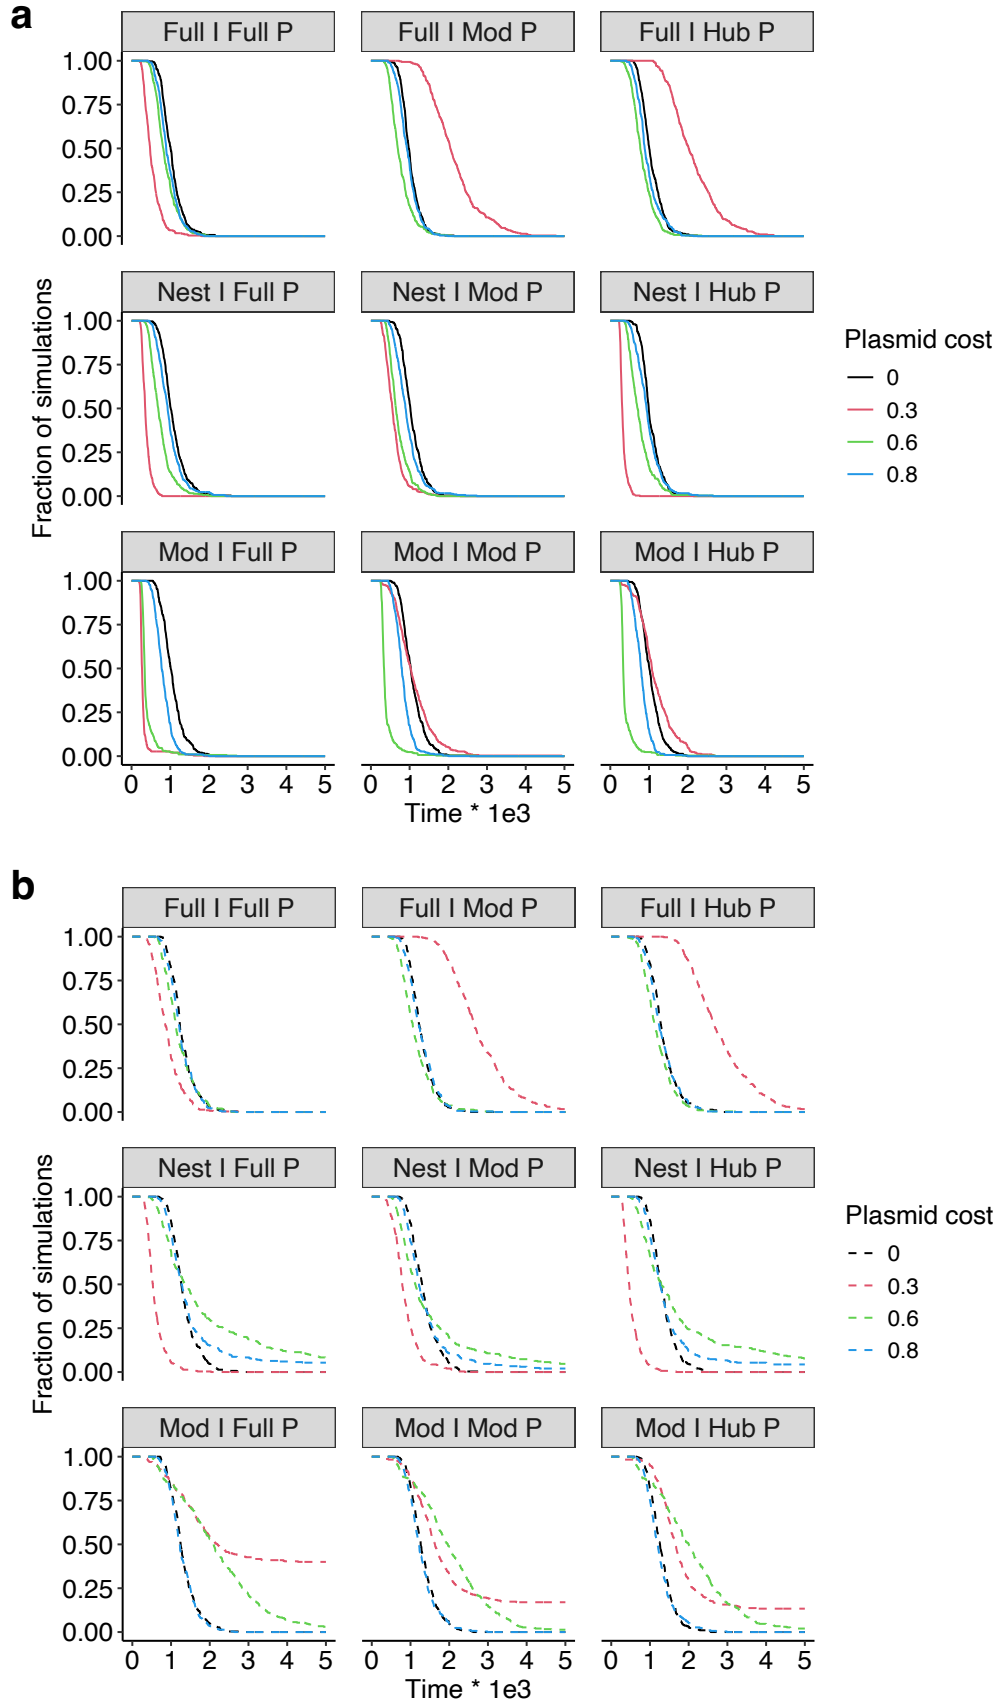 a
Full I Full P
Full I Mod P
Full I Hub P
1.00
0.75
0.50
0.25
0.00
Nest I Full P
Nest I Mod P
Nest I Hub P
1.00
0.75
0.50
0.25
0.00
Fraction of simulations
Plasmid cost
0
0.3
0.6
0.8
Mod I Full P
Mod I Mod P
Mod I Hub P
1.00
0.75
0.50
0.25
0.00
0 1 2 3 4 5
0 1 2 3 4 5
0 1 2 3 4 5
Time * 1e3
b
Full I Full P
Full I Mod P
Full I Hub P
1.00
0.75
0.50
0.25
0.00
Nest I Full P
Nest I Mod P
Nest I Hub P
1.00
0.75
0.50
0.25
0.00
Fraction of simulations
Plasmid cost
0
0.3
0.6
0.8
Mod I Full P
Mod I Mod P
Mod I Hub P
1.00
0.75
0.50
0.25
0.00
0 1 2 3 4 5
0 1 2 3 4 5
0 1 2 3 4 5
Time * 1e3